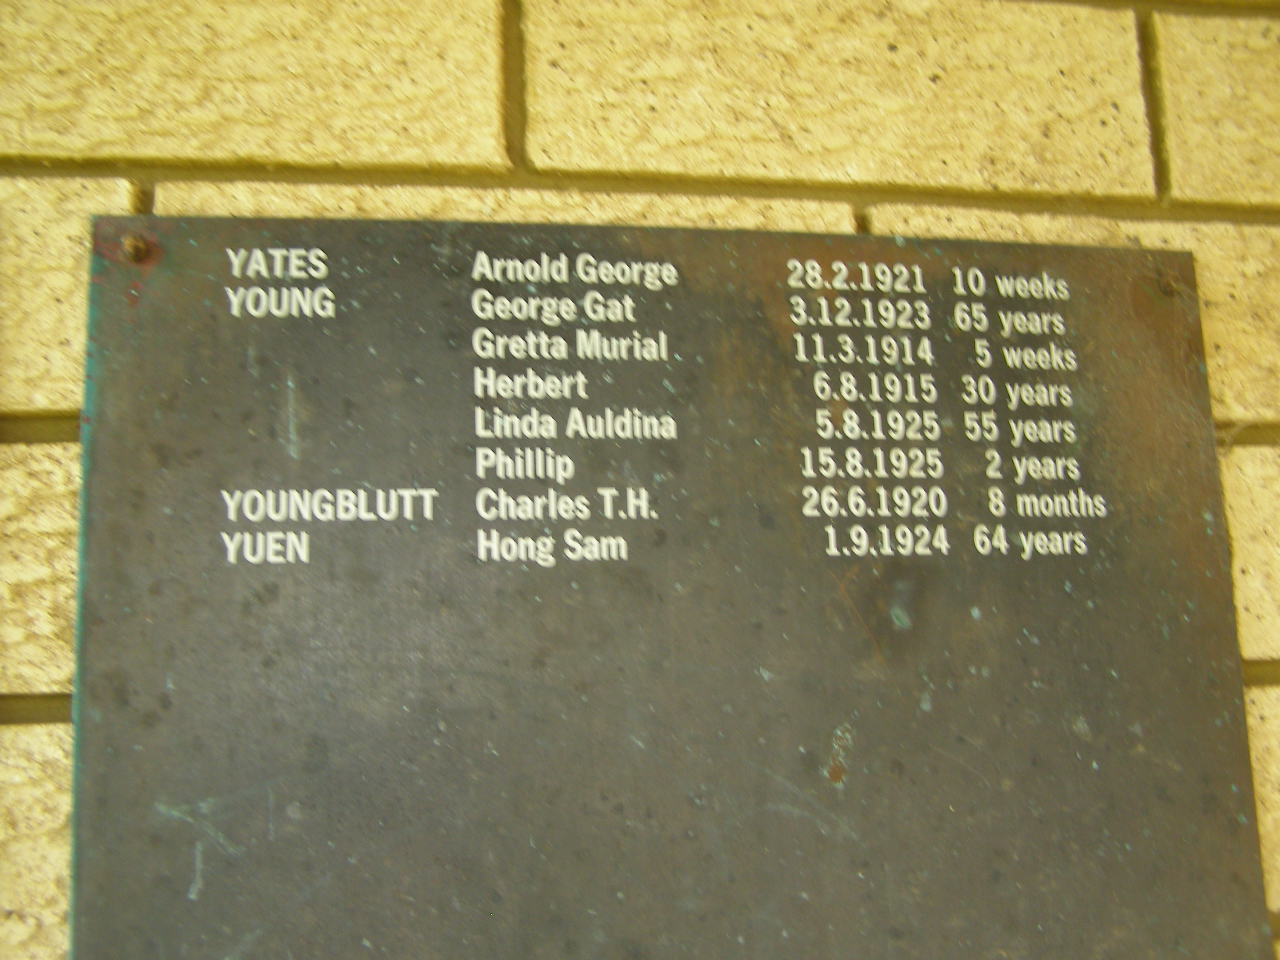 YATES Arnold George 28.2.1921 10 weeks
YOUNG George Gat 3.12.1923 65 years
Gretta Murial 11.3.1914 5 weeks
Herbert 6.8.1915 30 years
Linda Auldina 5.8.1925 55 years
Phillip 15.8.1925 2 years
YOUNGBLUTT Charles T.H. 26.6.1920 8 months
YUEN Hong Sam 1.9.1924 64 years